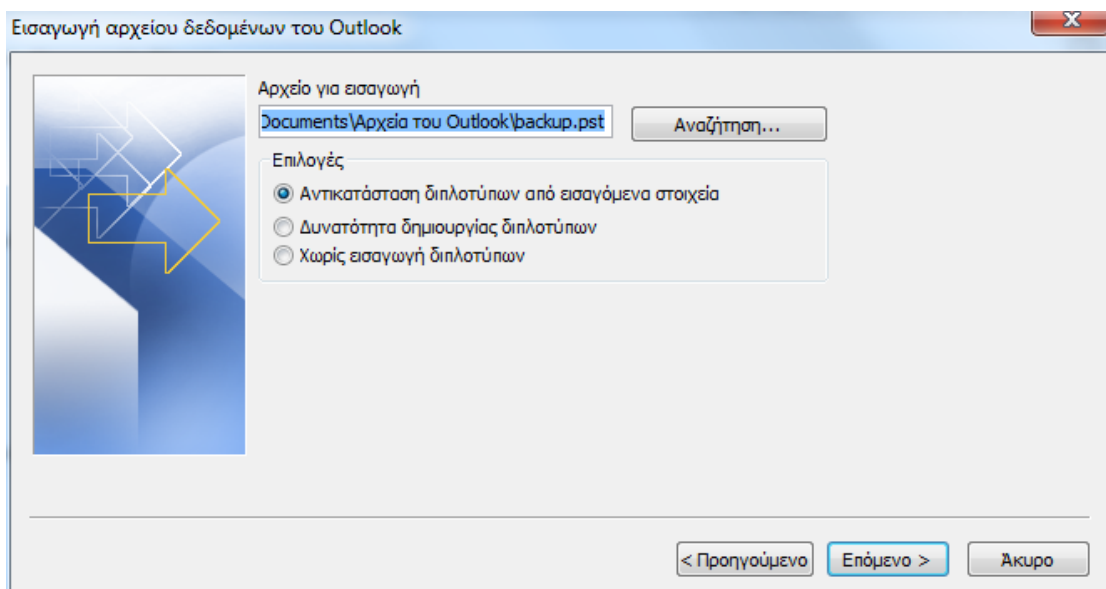 Εισαγωγή αρχείου δεδομένων του Outlook
Αρχείο για εισαγωγή
Documents\Αρχεία του Outlook\backup.pst
Αναζήτηση...
Επιλογές
Αντικατάσταση διπλοτύπων από εισαγόμενα στοιχεία
Δυνατότητα δημιουργίας διπλοτύπων
Χωρίς εισαγωγή διπλοτύπων
< Προηγούμενο
Επόμενο >
Άκυρο